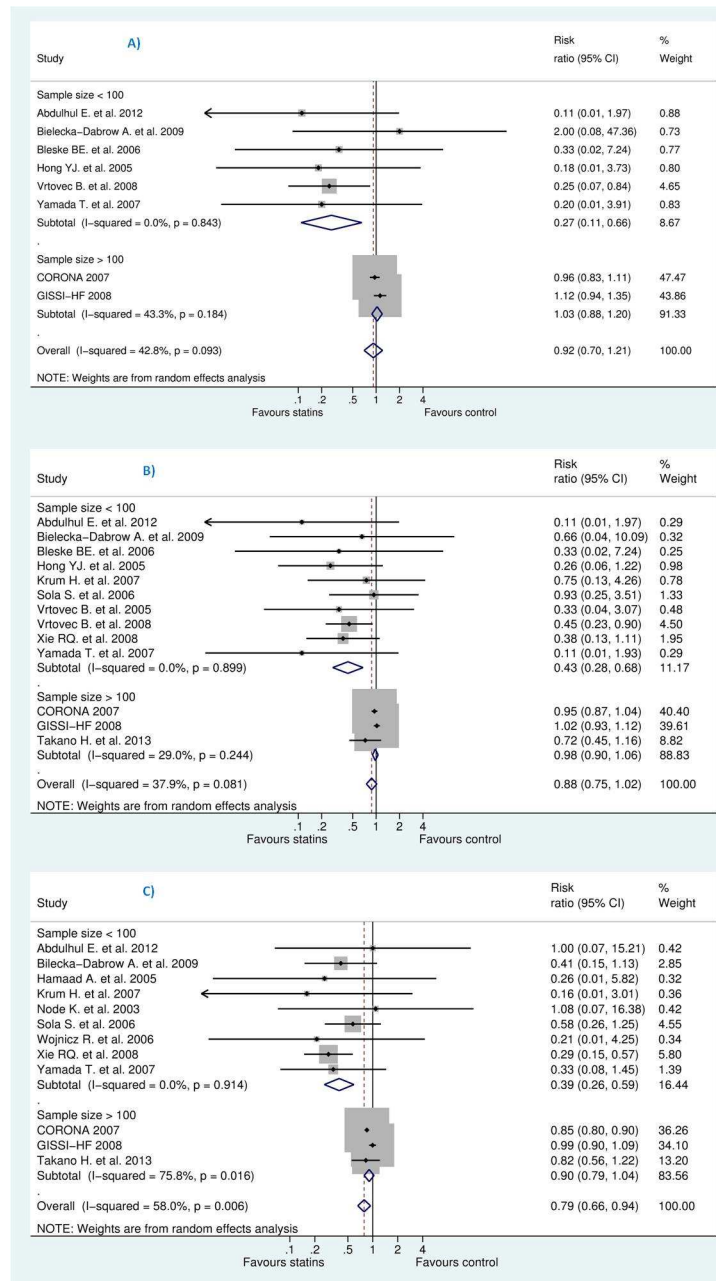 A)
Risk %
Study ratio (95% CI) Weight
Sample size < 100
Abdulhul E. et al. 2012 0.11 (0.01, 1.97) 0.88
Bielecka−Dabrow A. et al. 2009 2.00 (0.08, 47.36) 0.73
Bleske BE. et al. 2006 0.33 (0.02, 7.24) 0.77
Hong YJ. et al. 2005 0.18 (0.01, 3.73) 0.80
Vrtovec B. et al. 2008 0.25 (0.07, 0.84) 4.65
Yamada T. et al. 2007 0.20 (0.01, 3.91) 0.83
Subtotal (I−squared = 0.0%, p = 0.843) 0.27 (0.11, 0.66) 8.67
.
Sample size > 100
CORONA 2007 0.96 (0.83, 1.11) 47.47
GISSI−HF 2008 1.12 (0.94, 1.35) 43.86
Subtotal (I−squared = 43.3%, p = 0.184) 1.03 (0.88, 1.20) 91.33
.
Overall (I−squared = 42.8%, p = 0.093) 0.92 (0.70, 1.21) 100.00
NOTE: Weights are from random effects analysis
.1 .2 .5 1 2 4
Favours statins Favours control
B)
Risk %
Study ratio (95% CI) Weight
Sample size < 100
Abdulhul E. et al. 2012 0.11 (0.01, 1.97) 0.29
Bielecka−Dabrow A. et al. 2009 0.66 (0.04, 10.09) 0.32
Bleske BE. et al. 2006 0.33 (0.02, 7.24) 0.25
Hong YJ. et al. 2005 0.26 (0.06, 1.22) 0.98
Krum H. et al. 2007 0.75 (0.13, 4.26) 0.78
Sola S. et al. 2006 0.93 (0.25, 3.51) 1.33
Vrtovec B. et al. 2005 0.33 (0.04, 3.07) 0.48
Vrtovec B. et al. 2008 0.45 (0.23, 0.90) 4.50
Xie RQ. et al. 2008 0.38 (0.13, 1.11) 1.95
Yamada T. et al. 2007 0.11 (0.01, 1.93) 0.29
Subtotal (I−squared = 0.0%, p = 0.899) 0.43 (0.28, 0.68) 11.17
.
Sample size > 100
CORONA 2007 0.95 (0.87, 1.04) 40.40
GISSI−HF 2008 1.02 (0.93, 1.12) 39.61
Takano H. et al. 2013 0.72 (0.45, 1.16) 8.82
Subtotal (I−squared = 29.0%, p = 0.244) 0.98 (0.90, 1.06) 88.83
.
Overall (I−squared = 37.9%, p = 0.081) 0.88 (0.75, 1.02) 100.00
NOTE: Weights are from random effects analysis
.1 .2 .5 1 2 4
Favours statins Favours control
C)
Risk %
Study ratio (95% CI) Weight
Sample size < 100
Abdulhul E. et al. 2012 1.00 (0.07, 15.21) 0.42
Bilecka−Dabrow A. et al. 2009 0.41 (0.15, 1.13) 2.85
Hamaad A. et al. 2005 0.26 (0.01, 5.82) 0.32
Krum H. et al. 2007 0.16 (0.01, 3.01) 0.36
Node K. et al. 2003 1.08 (0.07, 16.38) 0.42
Sola S. et al. 2006 0.58 (0.26, 1.25) 4.55
Wojnicz R. et al. 2006 0.21 (0.01, 4.25) 0.34
Xie RQ. et al. 2008 0.29 (0.15, 0.57) 5.80
Yamada T. et al. 2007 0.33 (0.08, 1.45) 1.39
Subtotal (I−squared = 0.0%, p = 0.914) 0.39 (0.26, 0.59) 16.44
.
Sample size > 100
CORONA 2007 0.85 (0.80, 0.90) 36.26
GISSI−HF 2008 0.99 (0.90, 1.09) 34.10
Takano H. et al. 2013 0.82 (0.56, 1.22) 13.20
Subtotal (I−squared = 75.8%, p = 0.016) 0.90 (0.79, 1.04) 83.56
.
Overall (I−squared = 58.0%, p = 0.006) 0.79 (0.66, 0.94) 100.00
NOTE: Weights are from random effects analysis
.1 .2 .5 1 2 4
Favours statins Favours control